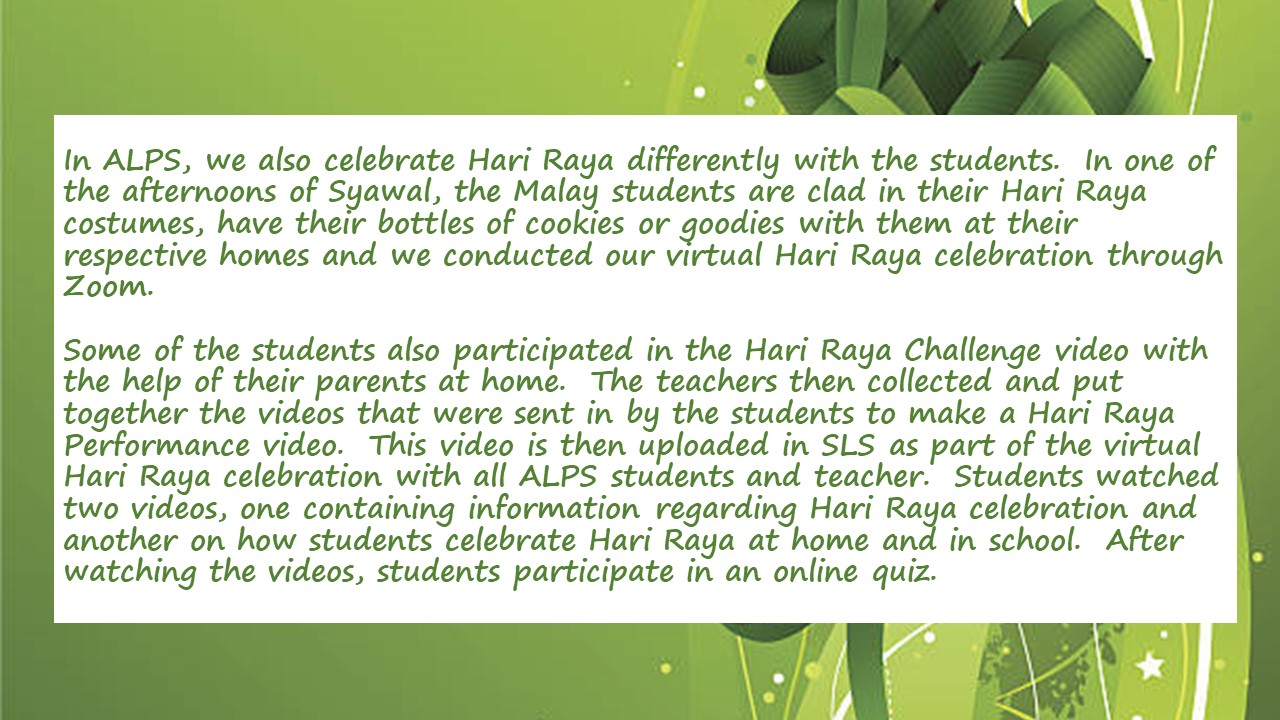 In ALPS, we also celebrate Hari Raya differently with the students.  In one of
the afternoons of Syawal, the Malay students are clad in their Hari Raya
costumes, have their bottles of cookies or goodies with them at their
respective homes and we conducted our virtual Hari Raya celebration through
Zoom.
Some of the students also participated in the Hari Raya Challenge video with
the help of their parents at home.  The teachers then collected and put
together the videos that were sent in by the students to make a Hari Raya
Performance video.  This video is then uploaded in SLS as part of the virtual
Hari Raya celebration with all ALPS students and teacher.  Students watched
two videos, one containing information regarding Hari Raya celebration and
another on how students celebrate Hari Raya at home and in school.  After
watching the videos, students participate in an online quiz.